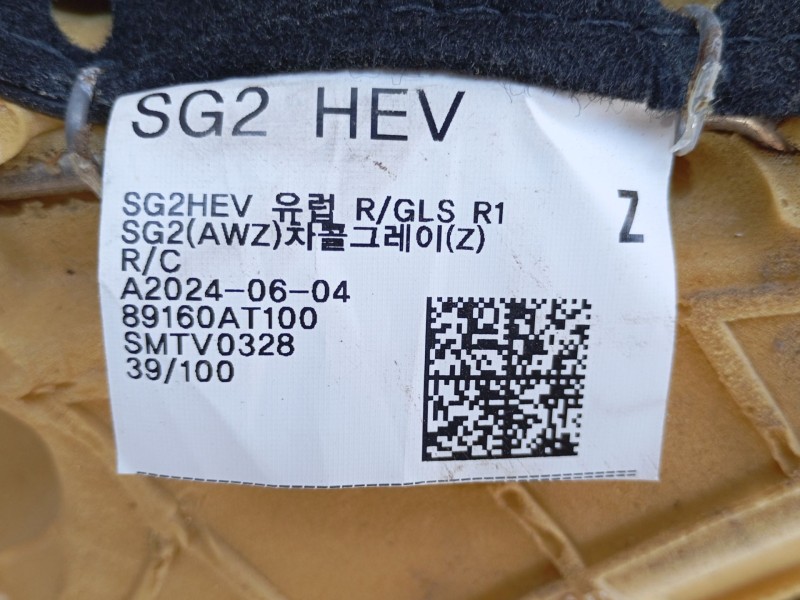 SG2 HEV
SG2HEV 유럽 R/GLS R1
Z
SG2(AWZ)차콜그레이(Z)
R/C
A2024-06-04
89160AT100
SMTV0328
39/100